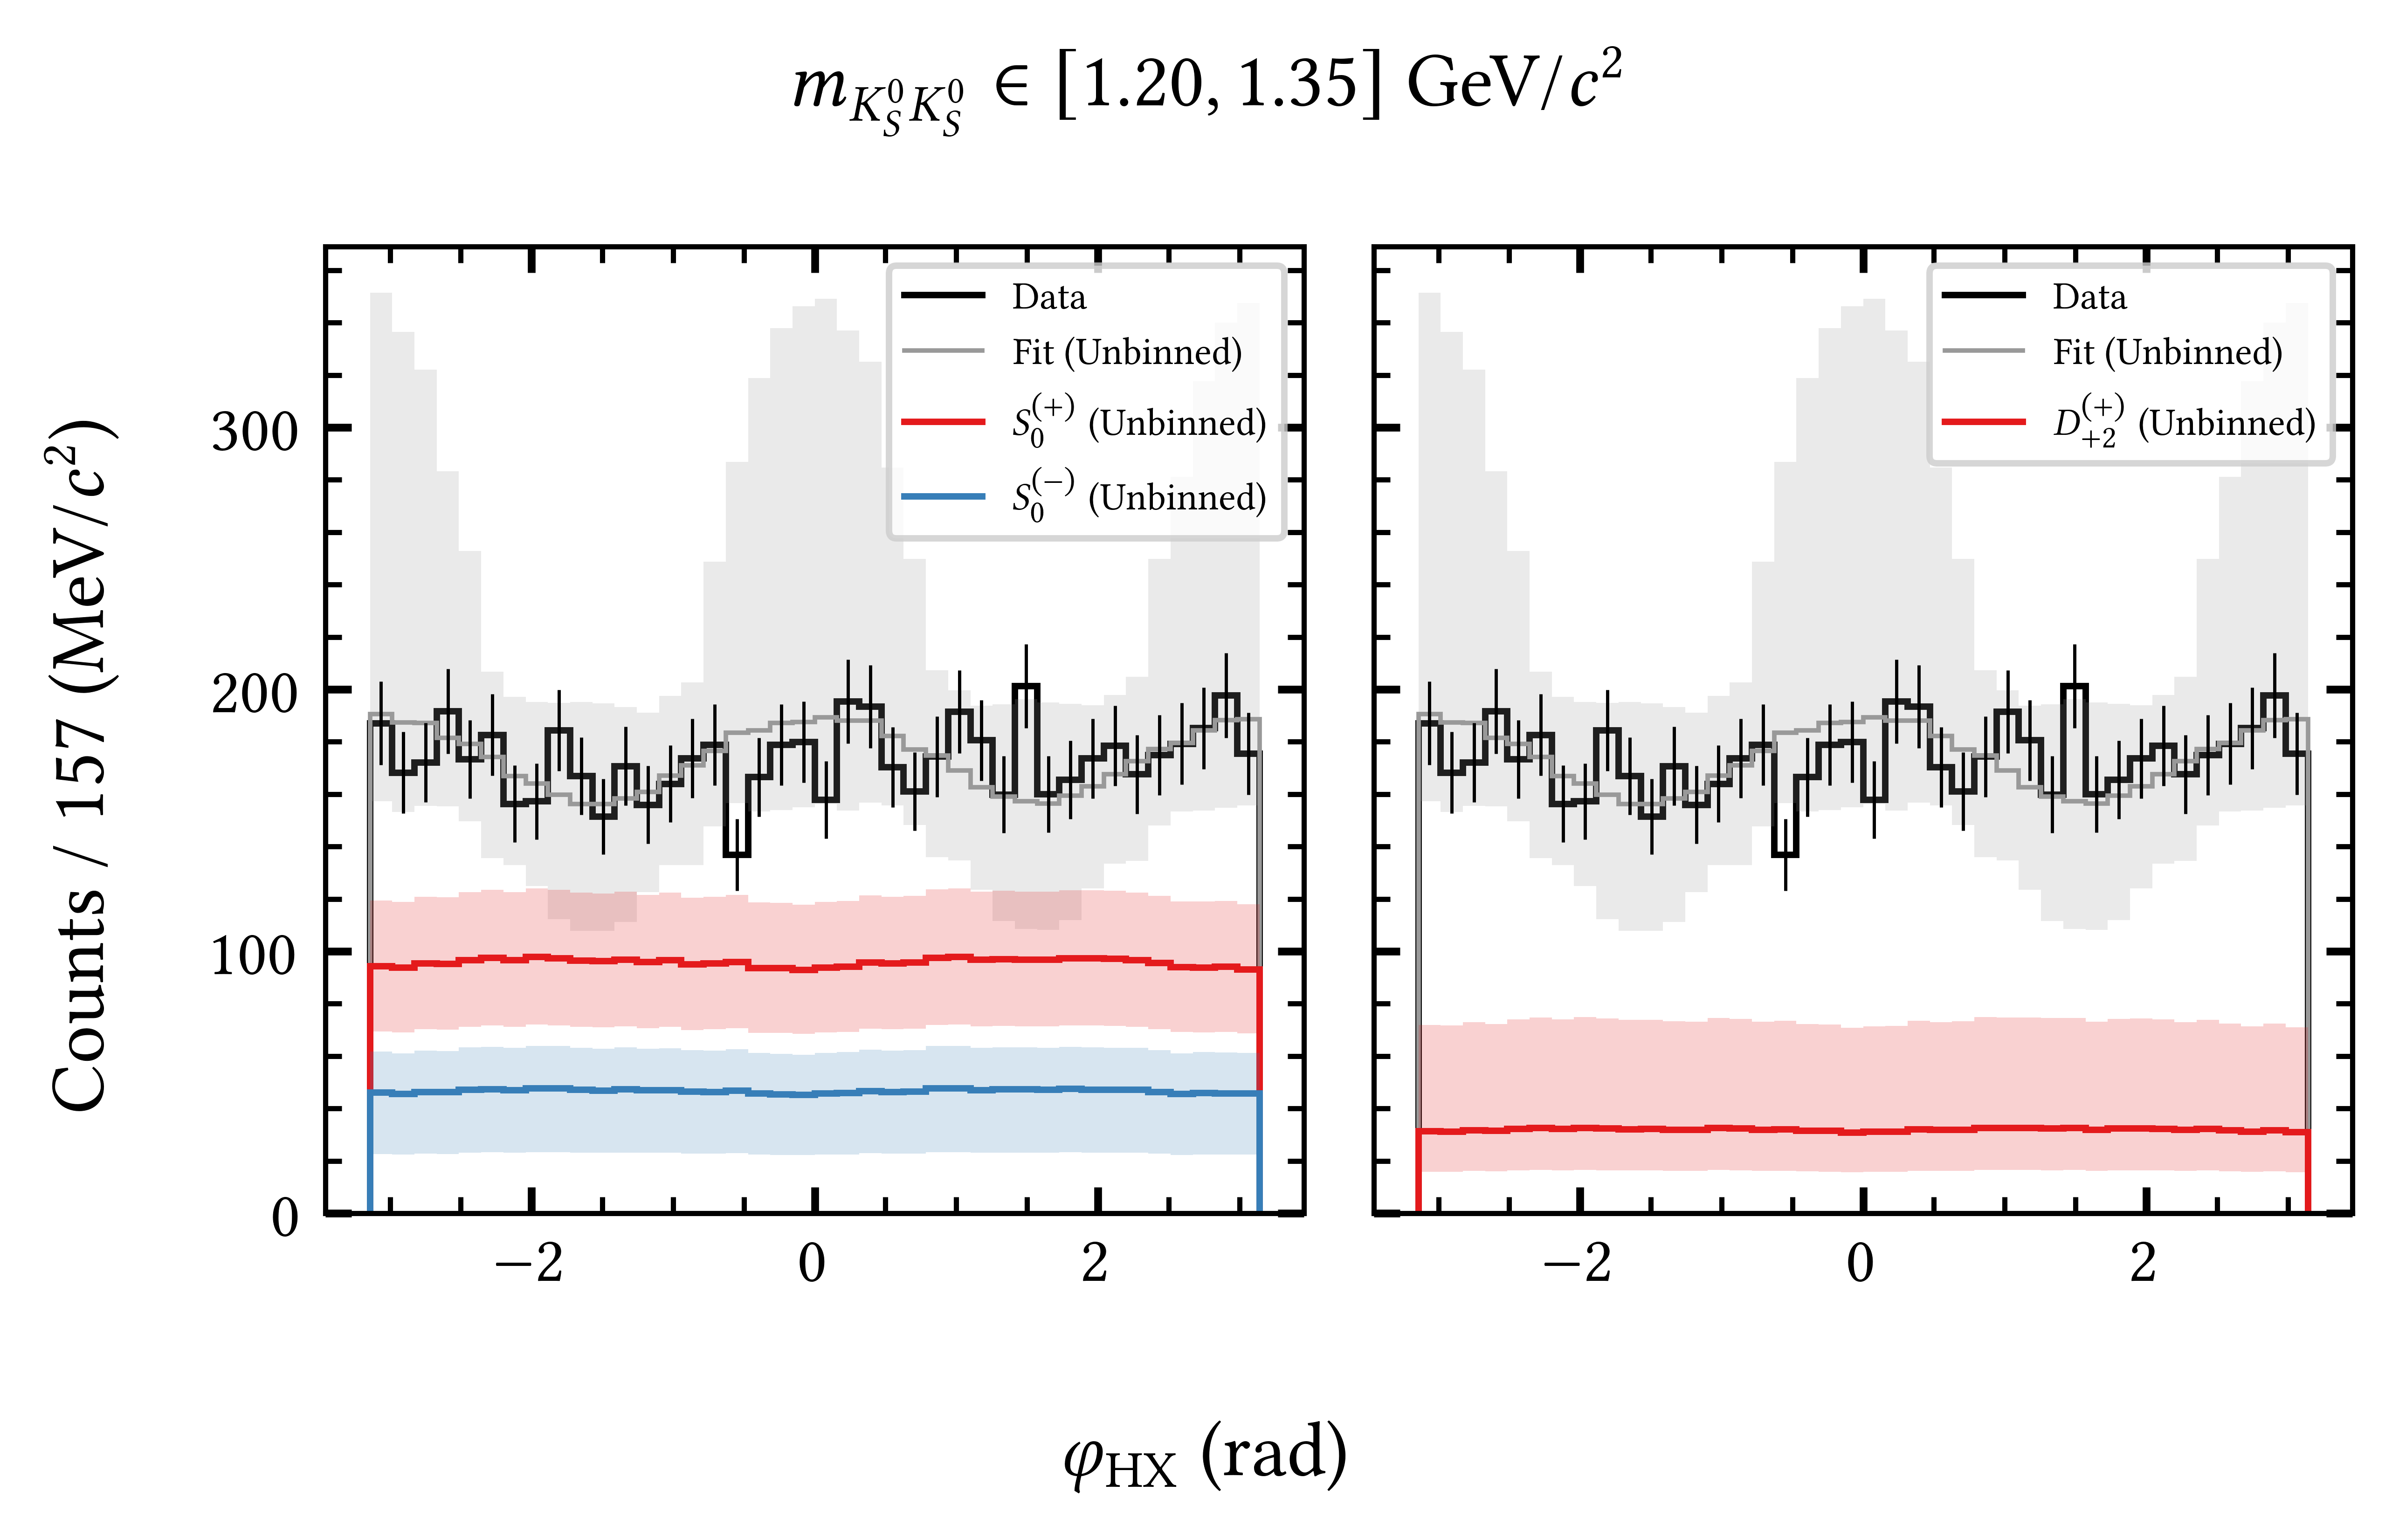 m_{K_S^0 K_S^0} ∈ [1.20, 1.35] GeV/c²
Counts / 157 (MeV/c²)
300
200
100
0
Data
Fit (Unbinned)
S_0^{(+)} (Unbinned)
S_0^{(−)} (Unbinned)
Data
Fit (Unbinned)
D_{+2}^{(+)} (Unbinned)
−2 0 2
−2 0 2
φ_{HX} (rad)